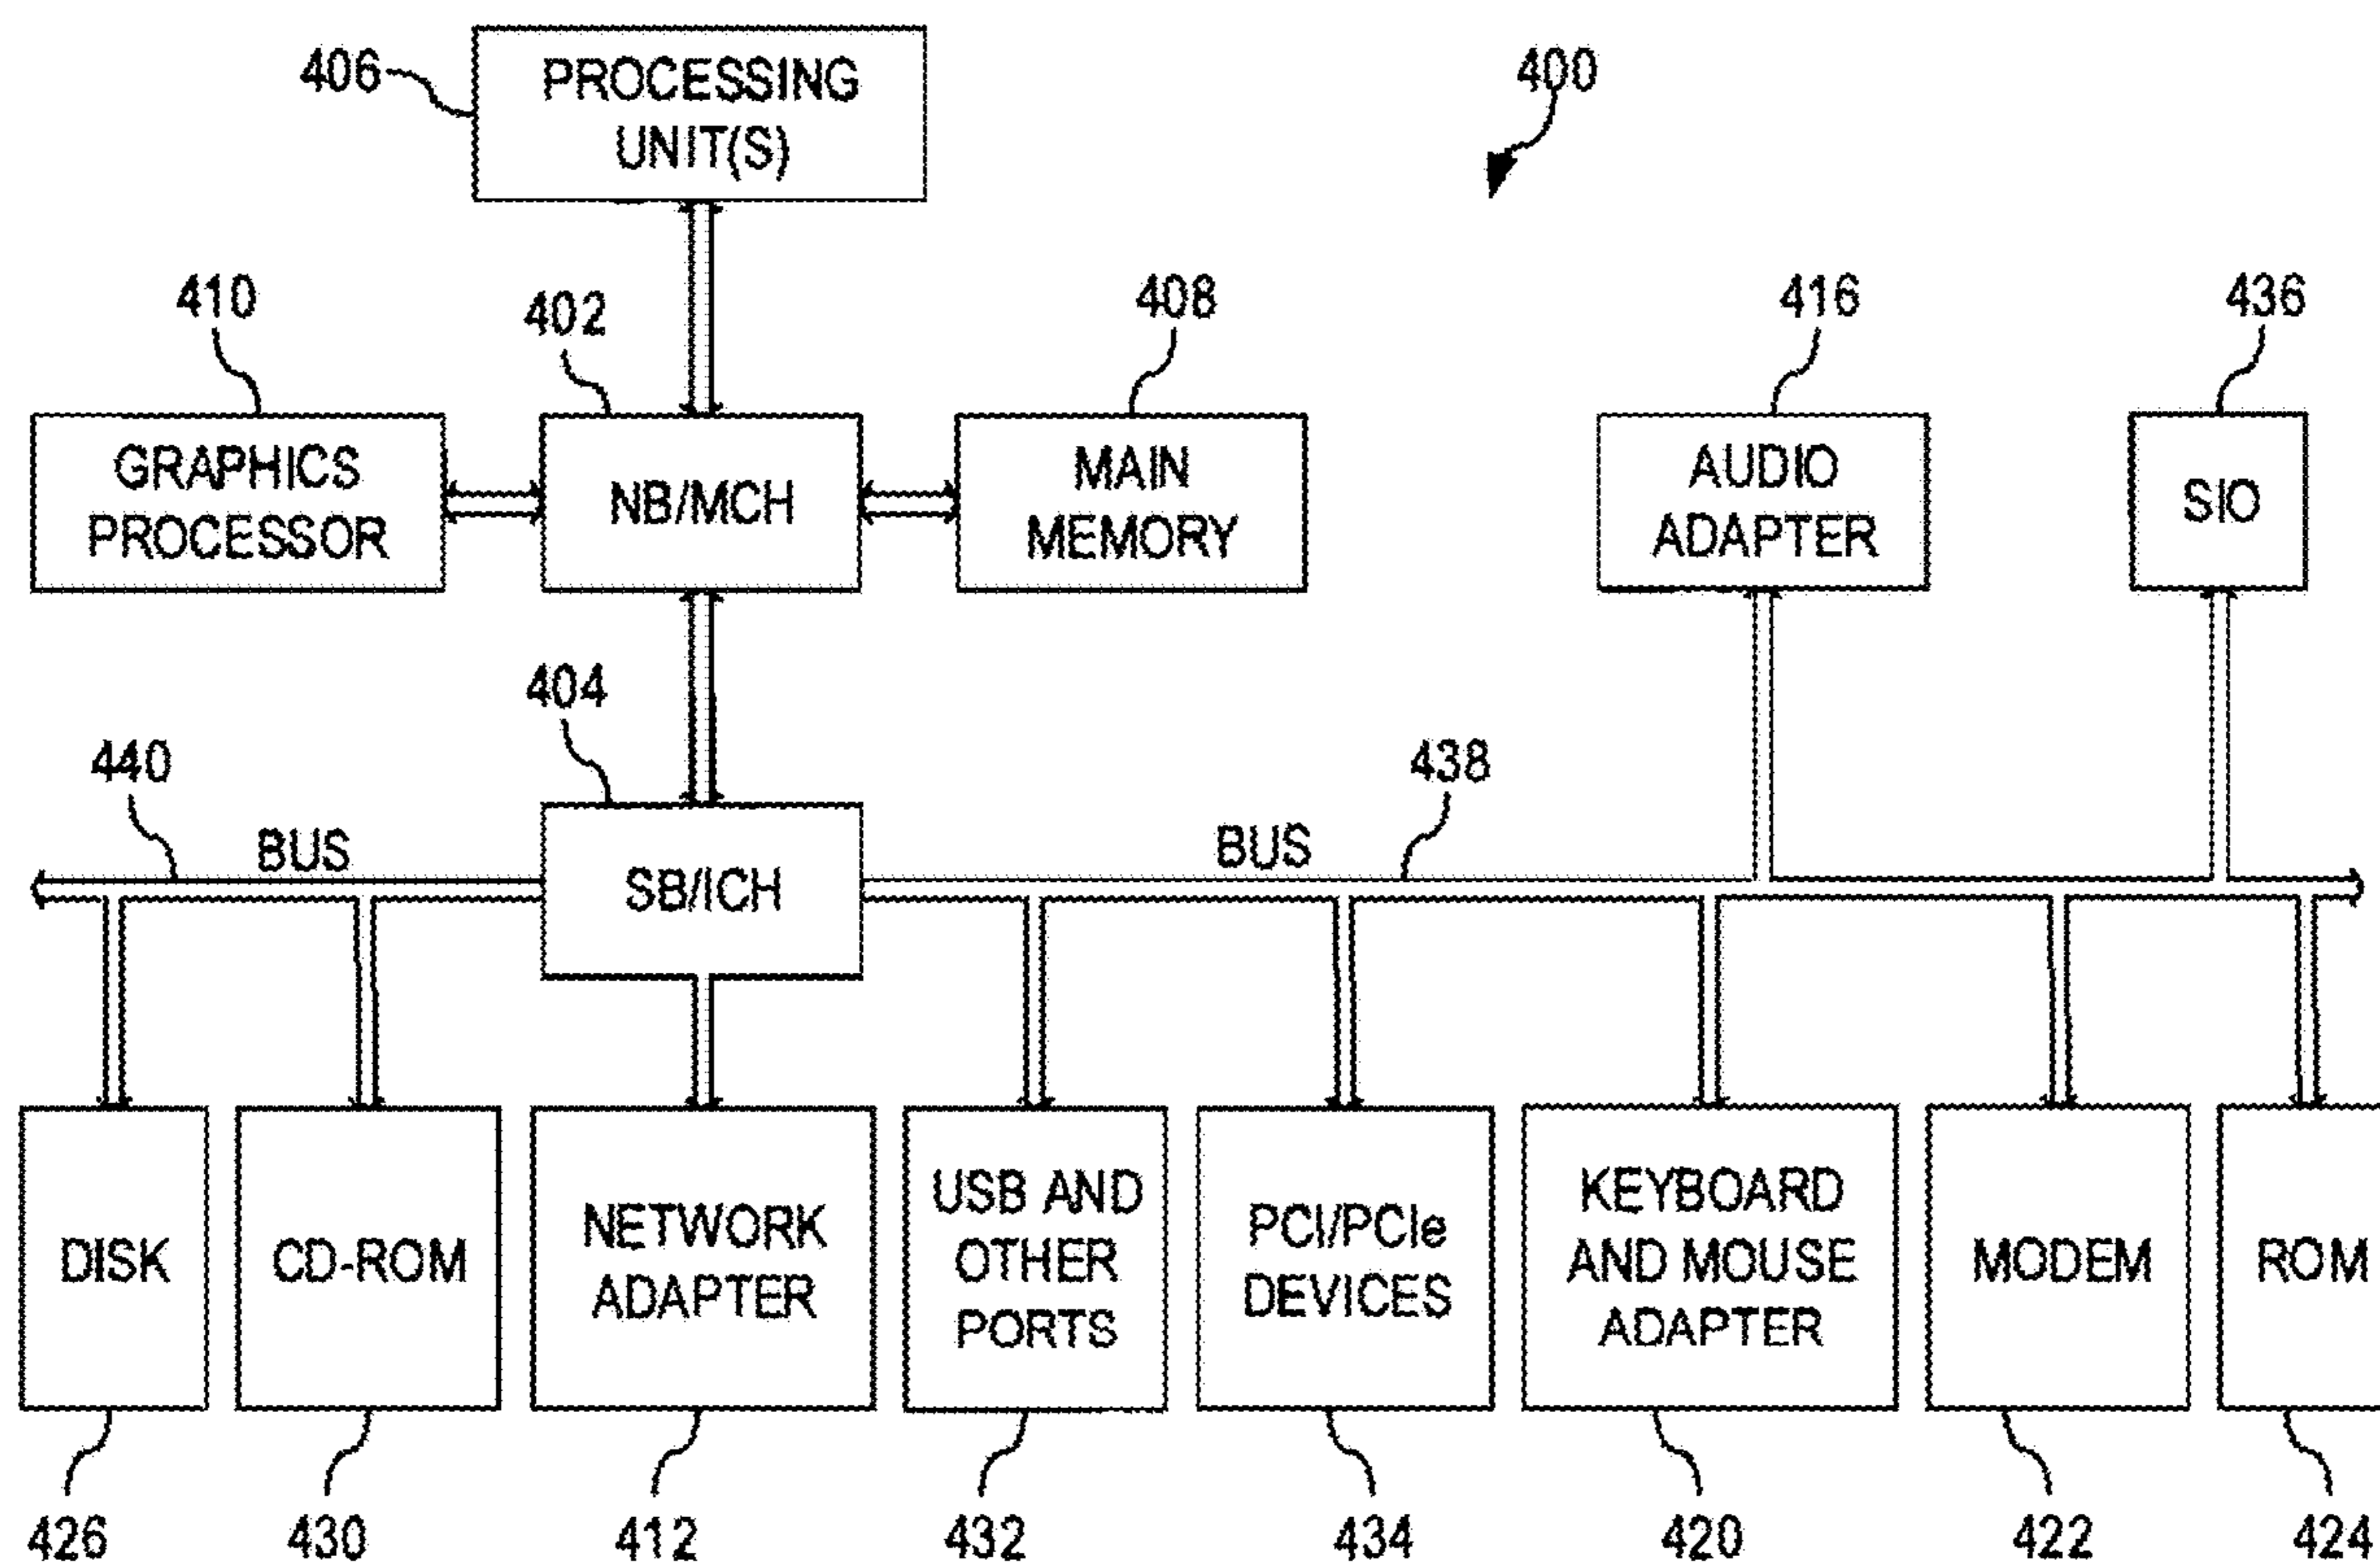 406
PROCESSING
UNIT(S)
400
410
402
408
416
436
GRAPHICS
PROCESSOR
NB/MCH
MAIN
MEMORY
AUDIO
ADAPTER
SIO
404
440
438
BUS
SB/ICH
BUS
DISK
CD-ROM
NETWORK
ADAPTER
USB AND
OTHER
PORTS
PCI/PCIe
DEVICES
KEYBOARD
AND MOUSE
ADAPTER
MODEM
ROM
426
430
412
432
434
420
422
424